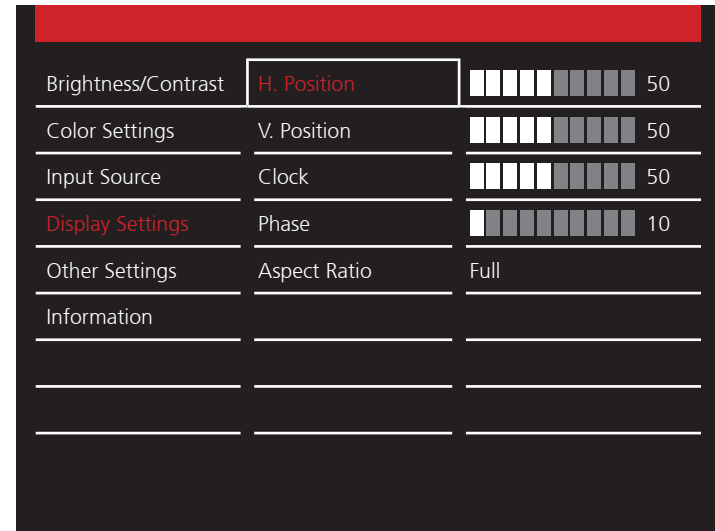 Brightness/Contrast H. Position 50
Color Settings V. Position 50
Input Source Clock 50
Display Settings Phase 10
Other Settings Aspect Ratio Full
Information